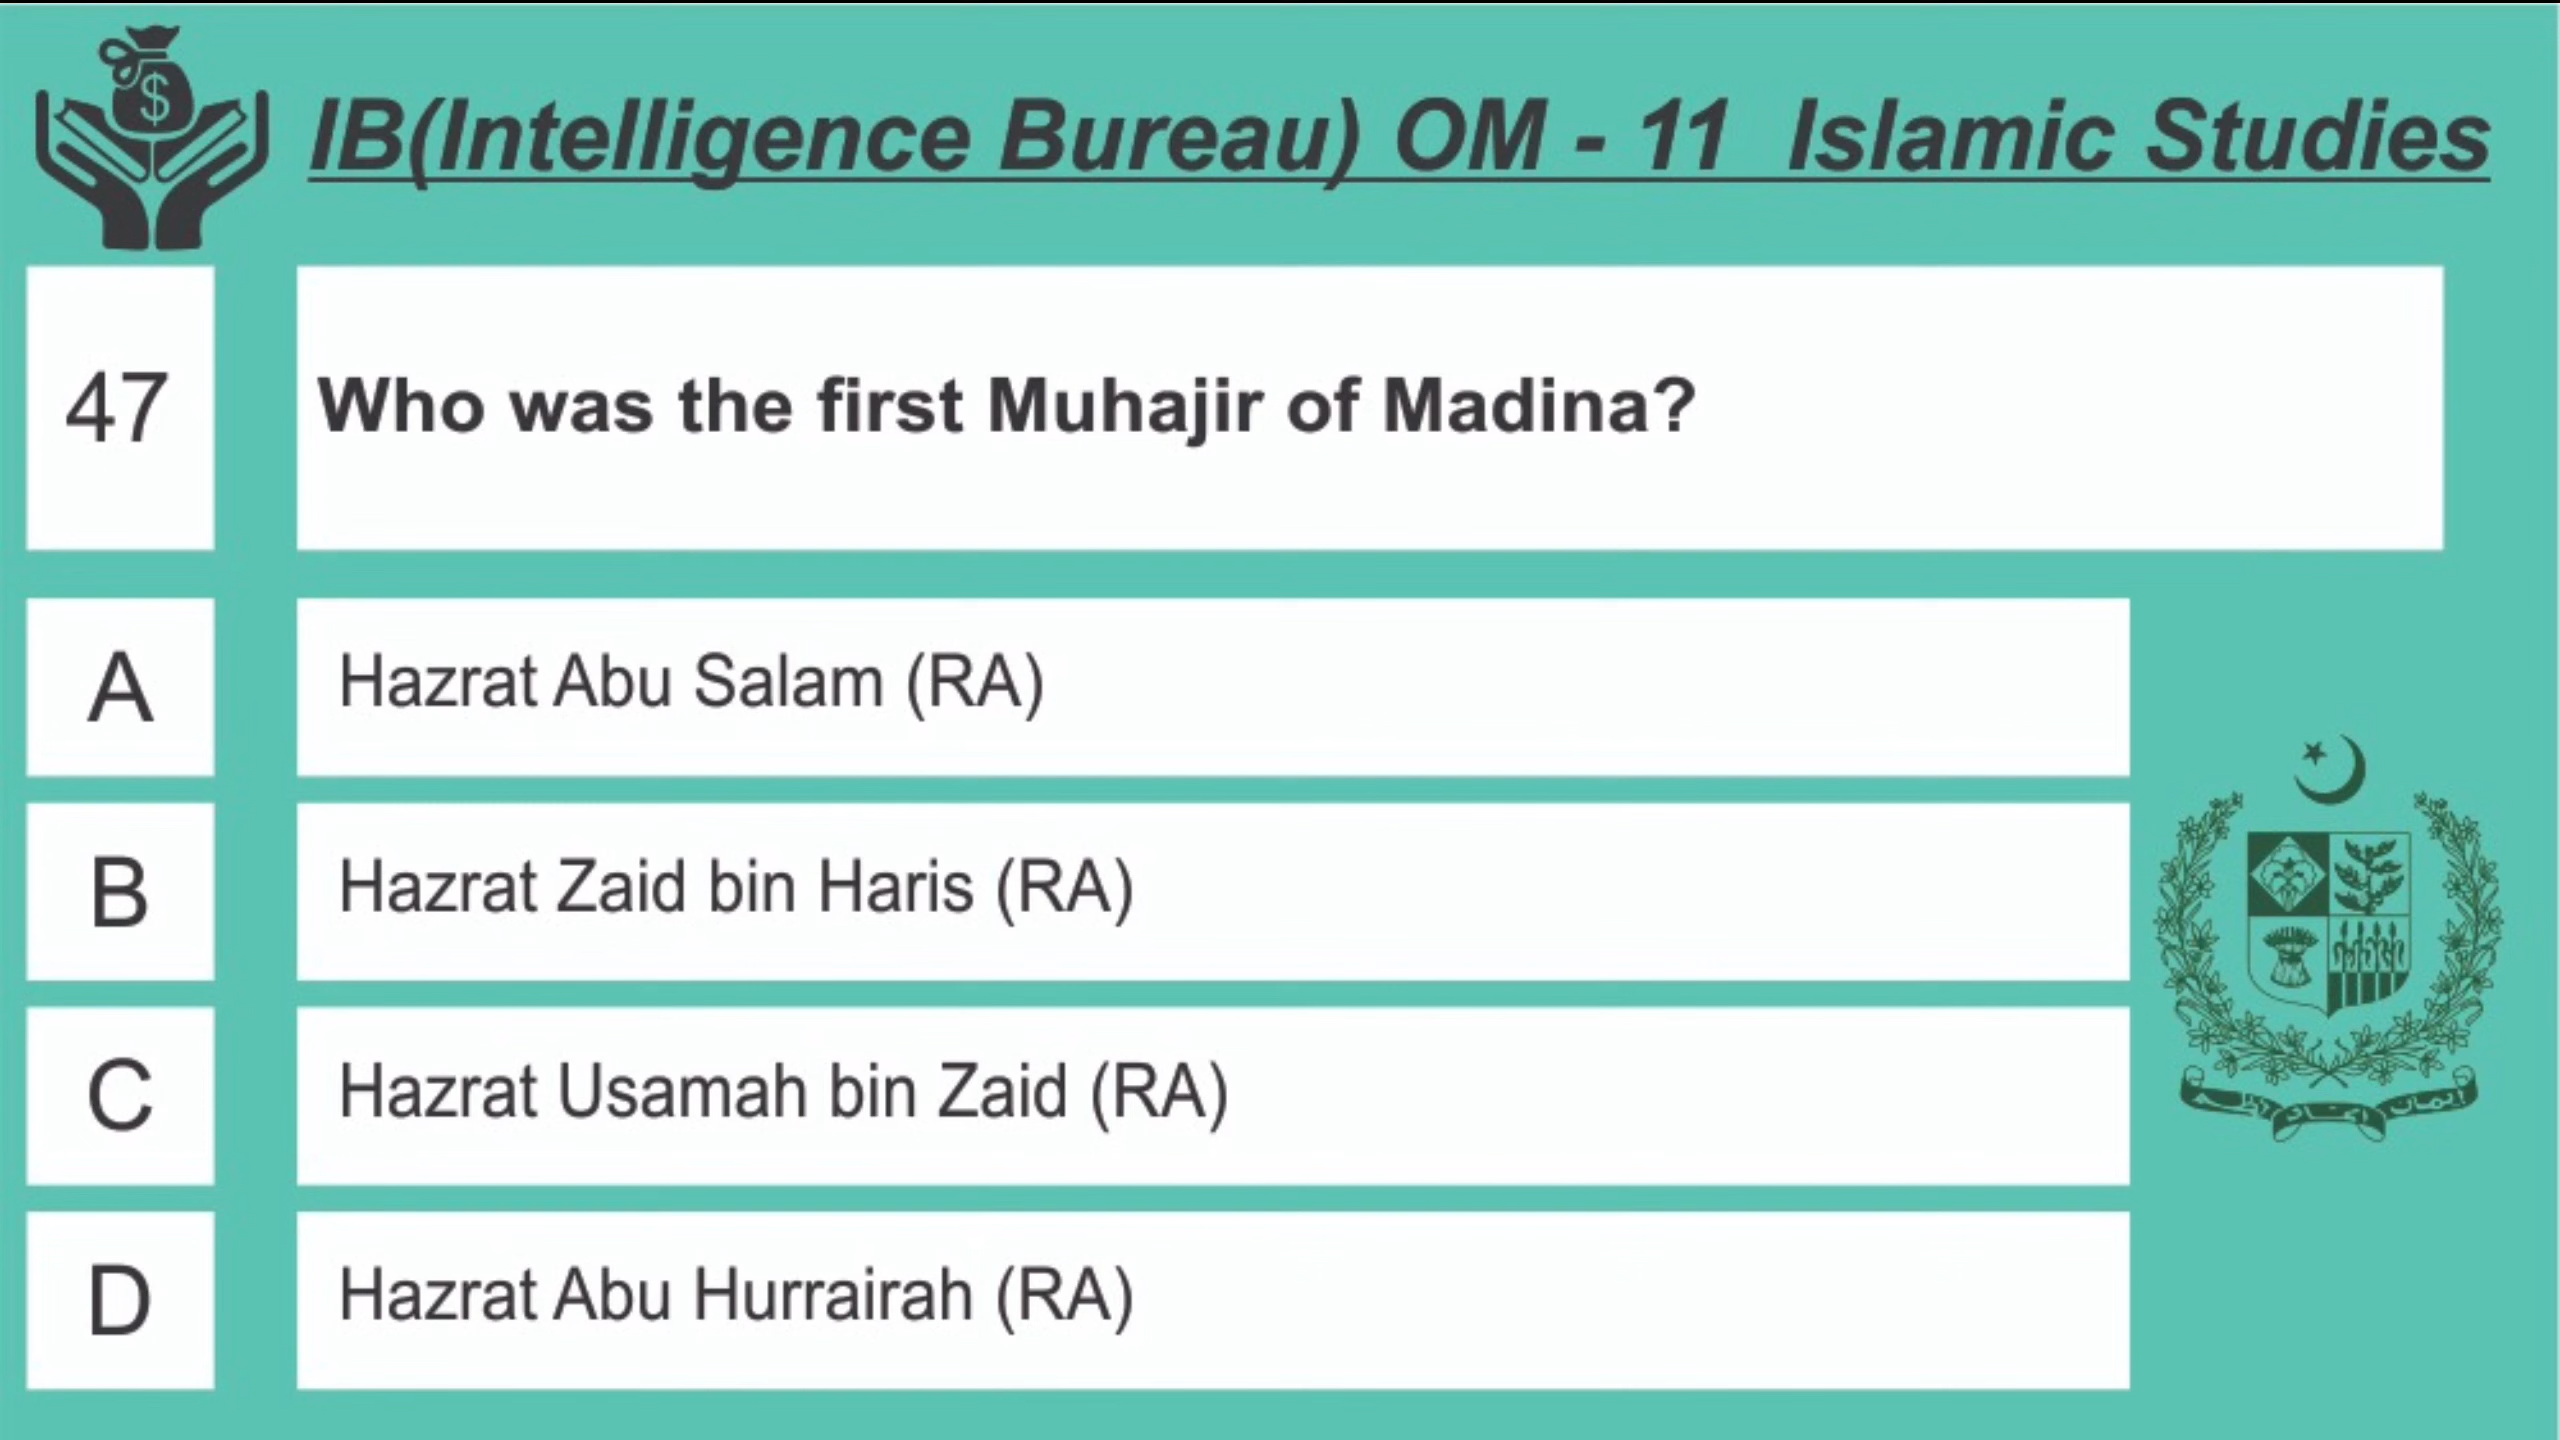 IB(Intelligence Bureau) OM - 11 Islamic Studies
47
Who was the first Muhajir of Madina?
A
Hazrat Abu Salam (RA)
B
Hazrat Zaid bin Haris (RA)
C
Hazrat Usamah bin Zaid (RA)
D
Hazrat Abu Hurrairah (RA)